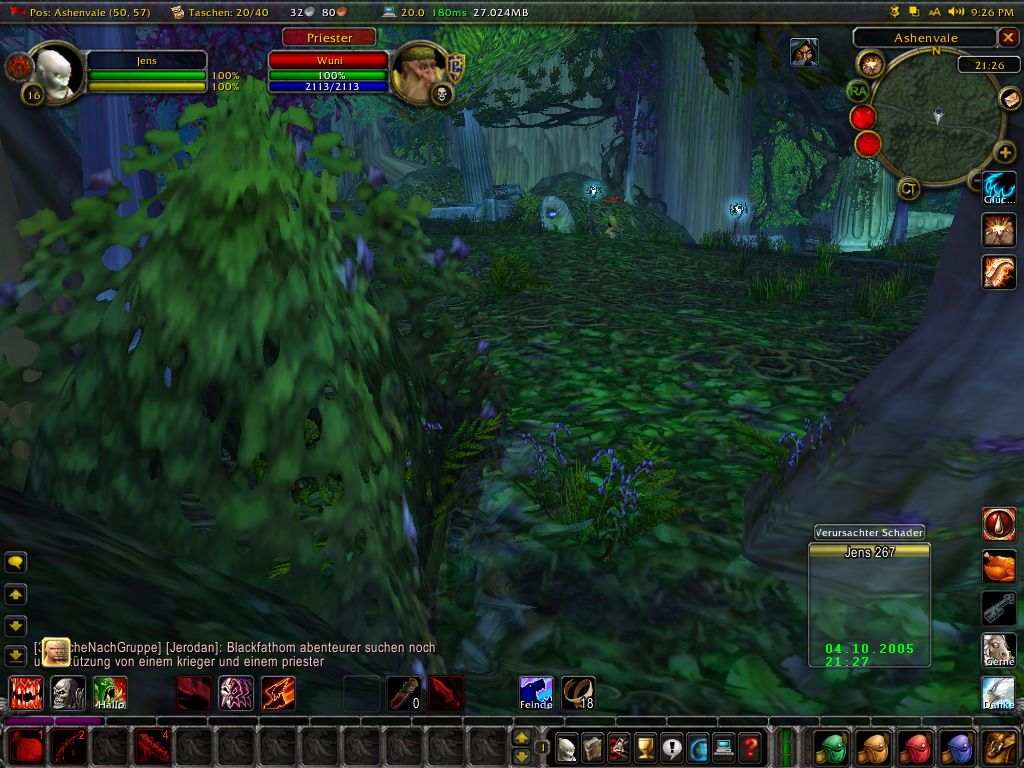 Pos: Ashenvale (50, 57) Taschen: 20/40 32 80 20.0 180ms 27.024MB 9:26 PM
Priester
Ashenvale
Jens
Wuni
N
21:26
100%
100%
100%
2113/2113
16
RA
CT
Verursachter Schaden
Jens 267
cheNachGruppe] [Jerodan]: Blackfathom abenteurer suchen noch
von einem krieger und einem priester
04.10.2005
21:27
Gerne
Hallo
0
Feinde
18
Danke
1
2
4
1